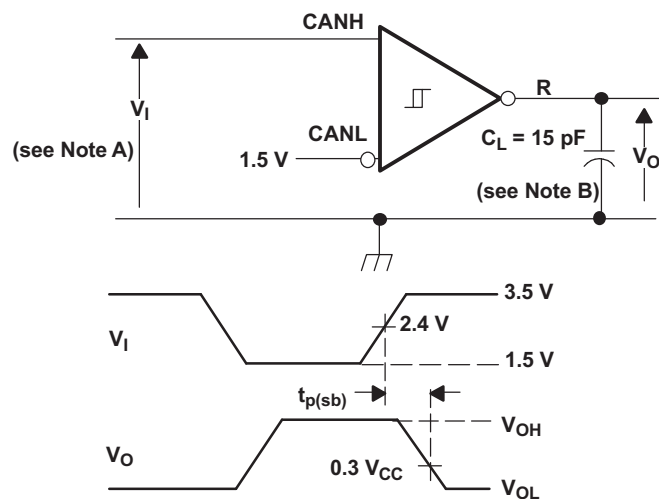 CANH
V_I
(see Note A)
CANL
1.5 V
R
C_L = 15 pF
(see Note B)
V_O
3.5 V
2.4 V
V_I
1.5 V
t_p(sb)
V_OH
V_O
0.3 V_CC
V_OL